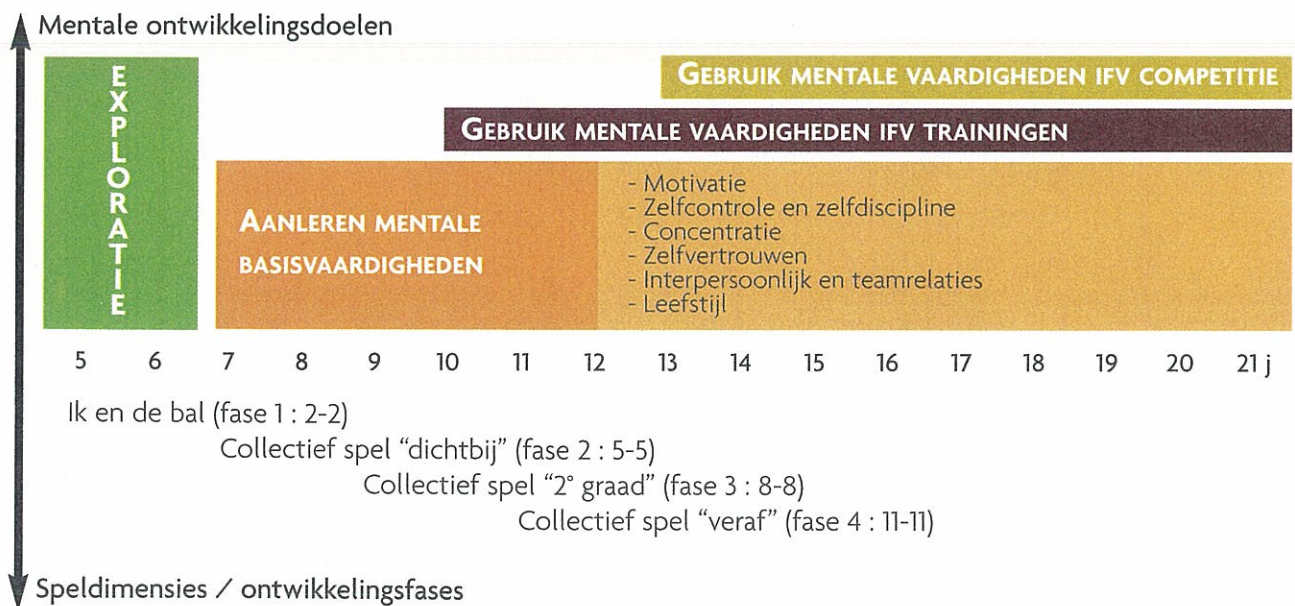 Mentale ontwikkelingsdoelen
EXPLORATIE
GEBRUIK MENTALE VAARDIGHEDEN IFV COMPETITIE
GEBRUIK MENTALE VAARDIGHEDEN IFV TRAININGEN
AANLEREN MENTALE
BASISVAARDIGHEDEN
- Motivatie
- Zelfcontrole en zelfdiscipline
- Concentratie
- Zelfvertrouwen
- Interpersoonlijk en teamrelaties
- Leefstijl
5 6 7 8 9 10 11 12 13 14 15 16 17 18 19 20 21 j
Ik en de bal (fase 1 : 2-2)
Collectief spel “dichtbij” (fase 2 : 5-5)
Collectief spel “2° graad” (fase 3 : 8-8)
Collectief spel “veraf” (fase 4 : 11-11)
Speldimensies / ontwikkelingsfases